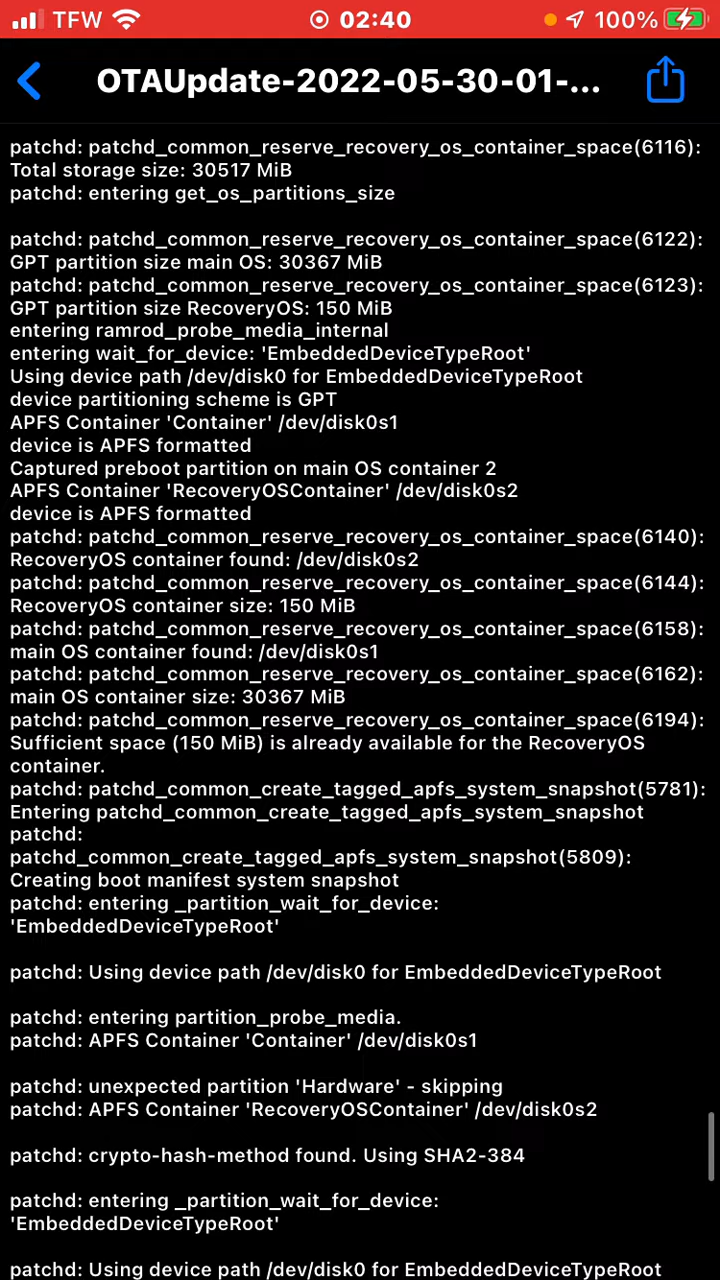 TFW 02:40 100%
OTAUpdate-2022-05-30-01-...
patchd: patchd_common_reserve_recovery_os_container_space(6116):
Total storage size: 30517 MiB
patchd: entering get_os_partitions_size
patchd: patchd_common_reserve_recovery_os_container_space(6122):
GPT partition size main OS: 30367 MiB
patchd: patchd_common_reserve_recovery_os_container_space(6123):
GPT partition size RecoveryOS: 150 MiB
entering ramrod_probe_media_internal
entering wait_for_device: 'EmbeddedDeviceTypeRoot'
Using device path /dev/disk0 for EmbeddedDeviceTypeRoot
device partitioning scheme is GPT
APFS Container 'Container' /dev/disk0s1
device is APFS formatted
Captured preboot partition on main OS container 2
APFS Container 'RecoveryOSContainer' /dev/disk0s2
device is APFS formatted
patchd: patchd_common_reserve_recovery_os_container_space(6140):
RecoveryOS container found: /dev/disk0s2
patchd: patchd_common_reserve_recovery_os_container_space(6144):
RecoveryOS container size: 150 MiB
patchd: patchd_common_reserve_recovery_os_container_space(6158):
main OS container found: /dev/disk0s1
patchd: patchd_common_reserve_recovery_os_container_space(6162):
main OS container size: 30367 MiB
patchd: patchd_common_reserve_recovery_os_container_space(6194):
Sufficient space (150 MiB) is already available for the RecoveryOS
container.
patchd: patchd_common_create_tagged_apfs_system_snapshot(5781):
Entering patchd_common_create_tagged_apfs_system_snapshot
patchd:
patchd_common_create_tagged_apfs_system_snapshot(5809):
Creating boot manifest system snapshot
patchd: entering _partition_wait_for_device:
'EmbeddedDeviceTypeRoot'
patchd: Using device path /dev/disk0 for EmbeddedDeviceTypeRoot
patchd: entering partition_probe_media.
patchd: APFS Container 'Container' /dev/disk0s1
patchd: unexpected partition 'Hardware' - skipping
patchd: APFS Container 'RecoveryOSContainer' /dev/disk0s2
patchd: crypto-hash-method found. Using SHA2-384
patchd: entering _partition_wait_for_device:
'EmbeddedDeviceTypeRoot'
patchd: Using device path /dev/disk0 for EmbeddedDeviceTypeRoot